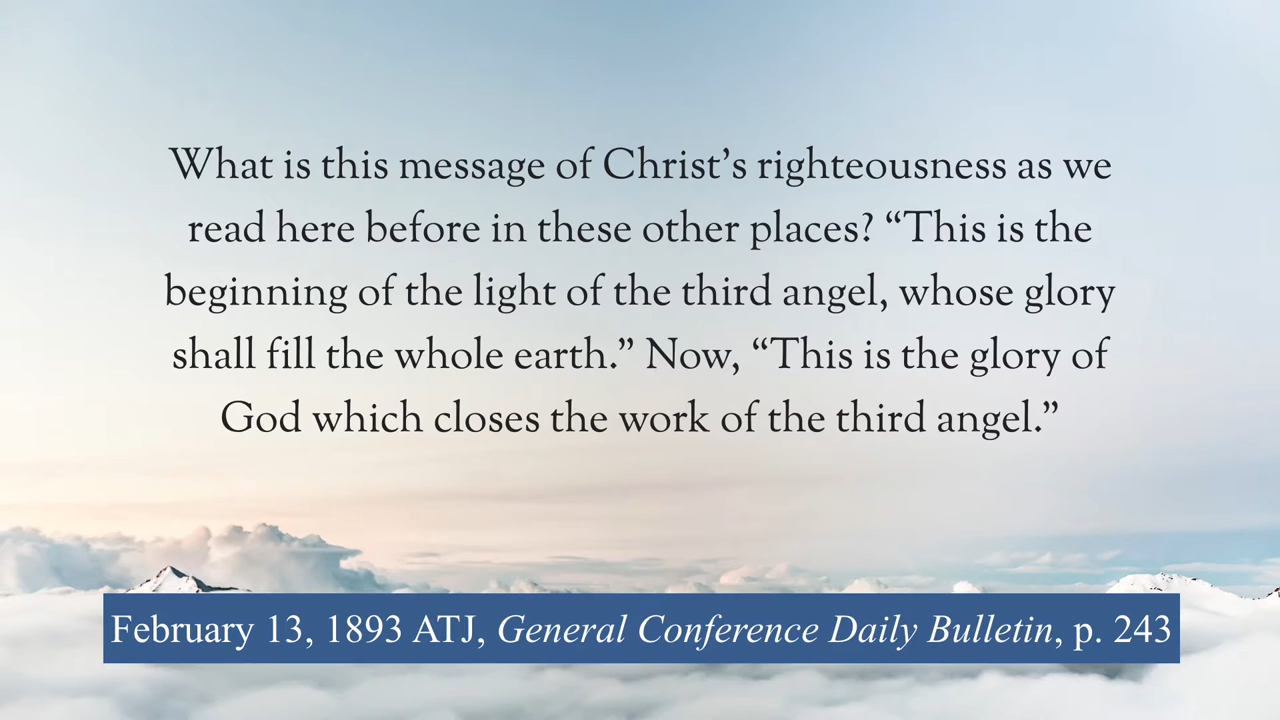 What is this message of Christ’s righteousness as we
read here before in these other places? “This is the
beginning of the light of the third angel, whose glory
shall fill the whole earth.” Now, “This is the glory of
God which closes the work of the third angel.”
February 13, 1893 ATJ, General Conference Daily Bulletin, p. 243